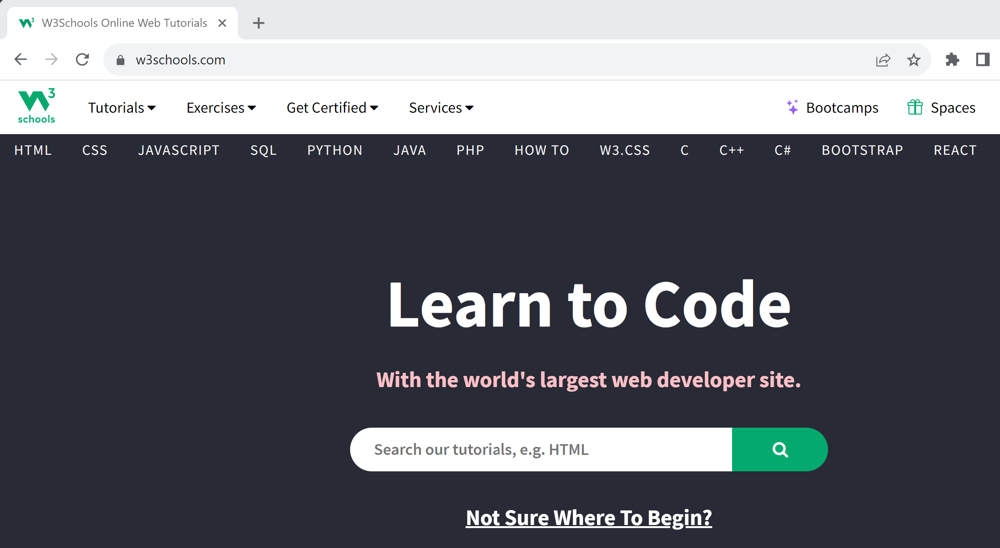 W3Schools Online Web Tutorials
w3schools.com
W3 schools
Tutorials Exercises Get Certified Services Bootcamps Spaces
HTML CSS JAVASCRIPT SQL PYTHON JAVA PHP HOW TO W3.CSS C C++ C# BOOTSTRAP REACT
Learn to Code
With the world's largest web developer site.
Search our tutorials, e.g. HTML
Not Sure Where To Begin?